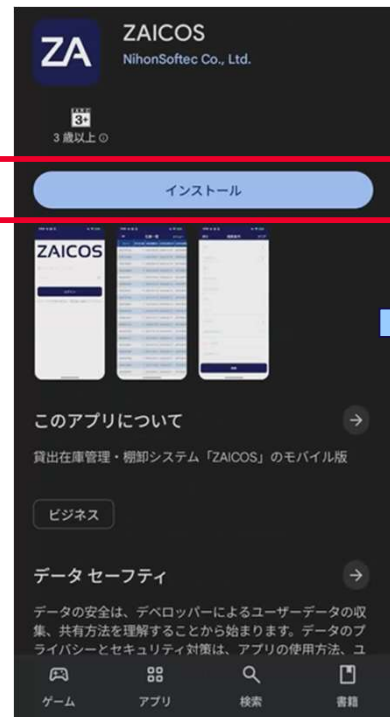 ZA
ZAICOS
NihonSoftec Co., Ltd.
3+
3 歳以上
インストール
ZAICOS
このアプリについて
貸出在庫管理・棚卸システム「ZAICOS」のモバイル版
ビジネス
データ セーフティ
データの安全は、デベロッパーによるユーザーデータの収
集、共有方法を理解することから始まります。データのプ
ライバシーとセキュリティ対策は、アプリの使用方法、ユ
ゲーム
アプリ
検索
書籍